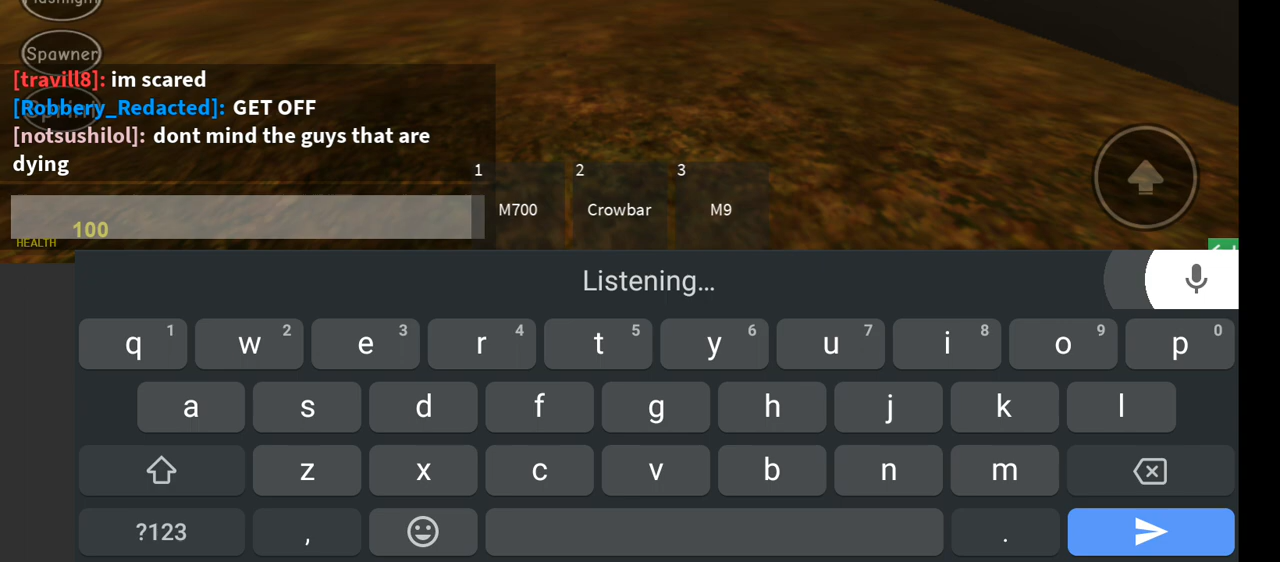 Spawner
[travill8]: im scared
[Robbery_Redacted]: GET OFF
[notsushilol]: dont mind the guys that are
dying
1 2 3
M700 Crowbar M9
100
HEALTH
Listening...
q 1 w 2 e 3 r 4 t 5 y 6 u 7 i 8 o 9 p 0
a s d f g h j k l
z x c v b n m
?123 , .